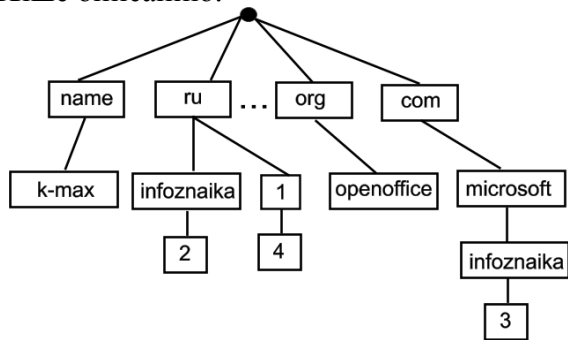 name ru ... org com
k-max infoznaika 1 openoffice microsoft
2 4 infoznaika
3